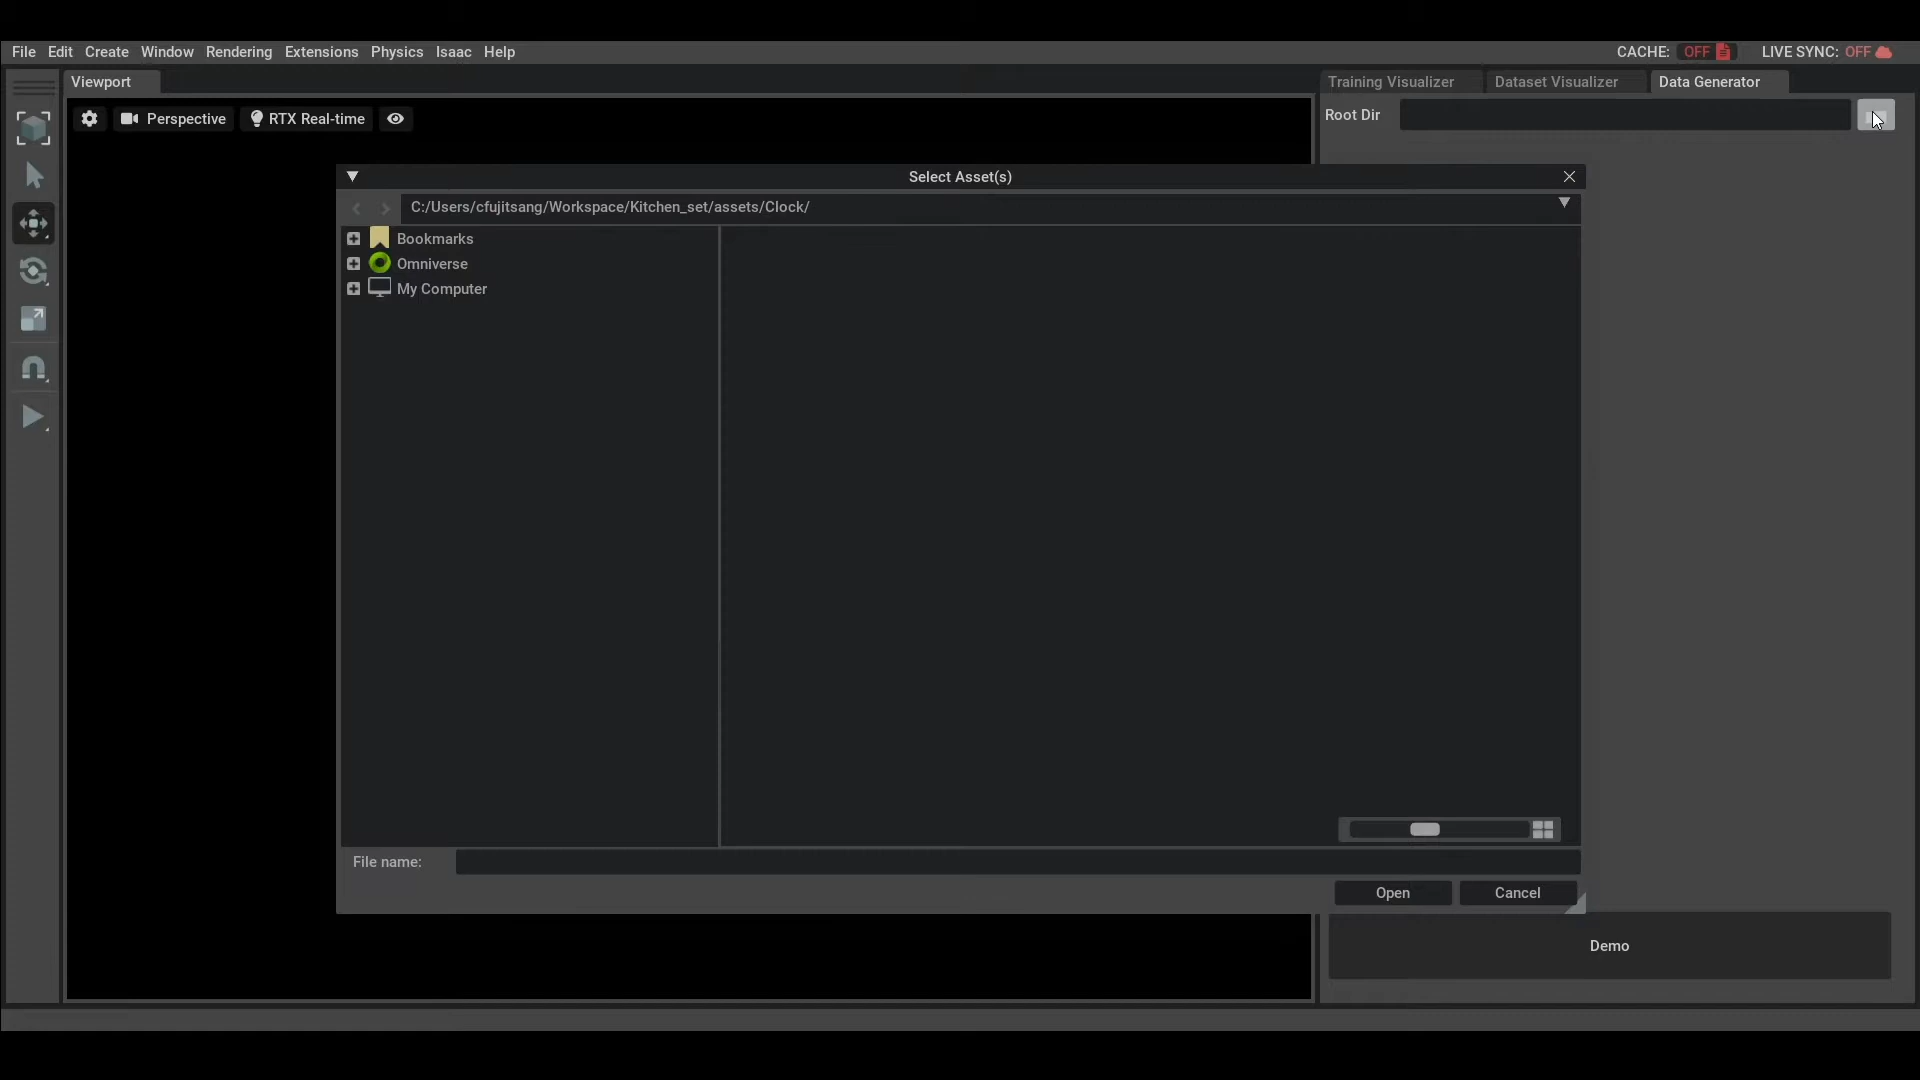 File Edit Create Window Rendering Extensions Physics Isaac Help
CACHE: OFF LIVE SYNC: OFF
Viewport
Training Visualizer Dataset Visualizer Data Generator
Perspective RTX Real-time
Root Dir
Select Asset(s)
C:/Users/cfujitsang/Workspace/Kitchen_set/assets/Clock/
Bookmarks
Omniverse
My Computer
File name:
Open Cancel
Demo